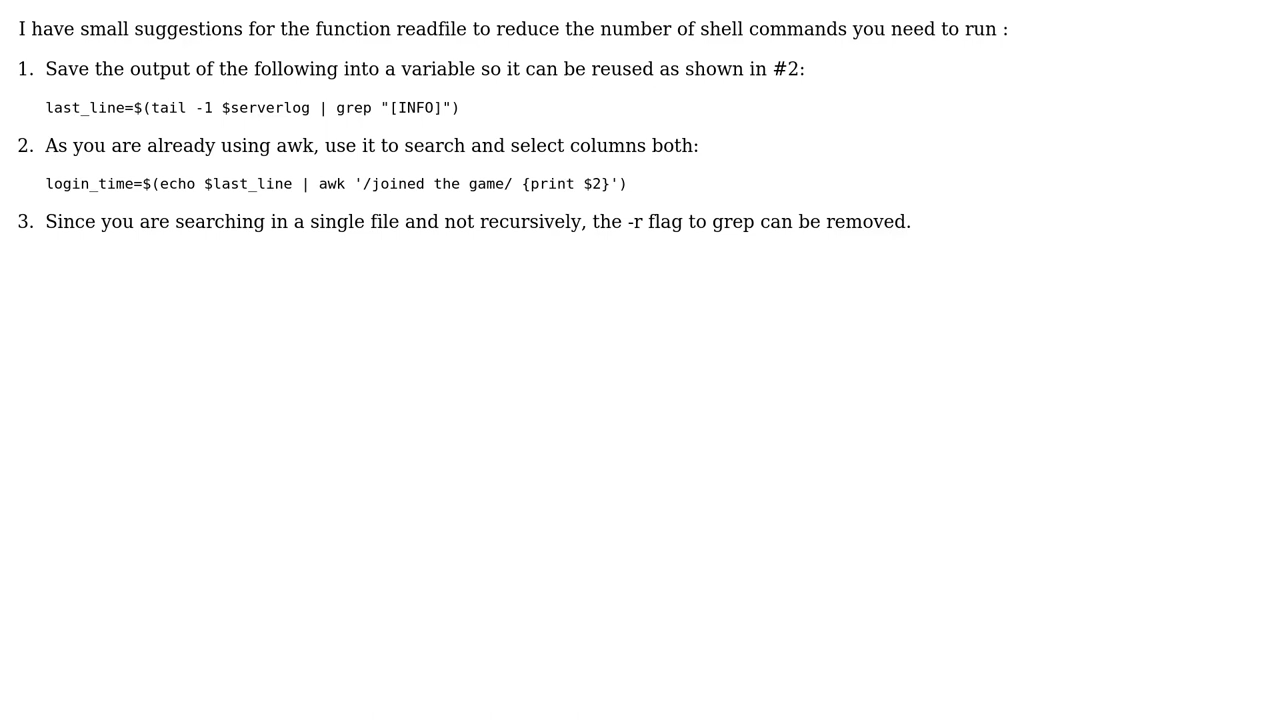 I have small suggestions for the function readfile to reduce the number of shell commands you need to run :
1. Save the output of the following into a variable so it can be reused as shown in #2:
last_line=$(tail -1 $serverlog | grep "[INFO]")
2. As you are already using awk, use it to search and select columns both:
login_time=$(echo $last_line | awk '/joined the game/ {print $2}')
3. Since you are searching in a single file and not recursively, the -r flag to grep can be removed.